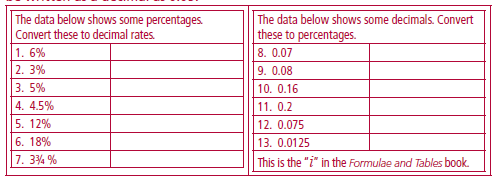 The data below shows some percentages.
Convert these to decimal rates.
1. 6%
2. 3%
3. 5%
4. 4.5%
5. 12%
6. 18%
7. 3¾ %
The data below shows some decimals. Convert
these to percentages.
8. 0.07
9. 0.08
10. 0.16
11. 0.2
12. 0.075
13. 0.0125
This is the "i" in the Formulae and Tables book.